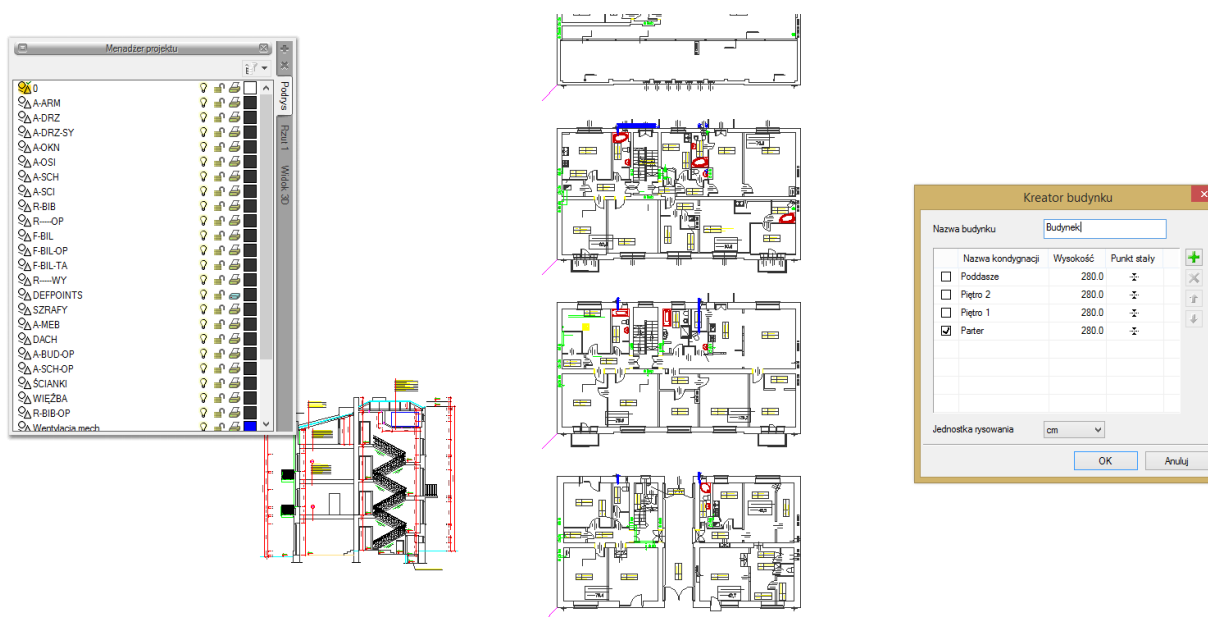 Menadżer projektu
0
A-ARM
A-DRZ
A-DRZ-SY
A-OKN
A-OSI
A-SCH
A-SCI
R-BIB
R----OP
F-BIL
F-BIL-OP
F-BIL-TA
R----WY
DEFPOINTS
SZRAFY
A-MEB
DACH
A-BUD-OP
A-SCH-OP
ŚCIANKI
WIĘŹBA
R-BIB-OP
Wentylacja mech
Podrys
Rzut 1
Widok 3D
Kreator budynku
Nazwa budynku Budynek
Nazwa kondygnacji Wysokość Punkt stały
Poddasze 280.0
Piętro 2 280.0
Piętro 1 280.0
Parter 280.0
Jednostka rysowania cm
OK Anuluj